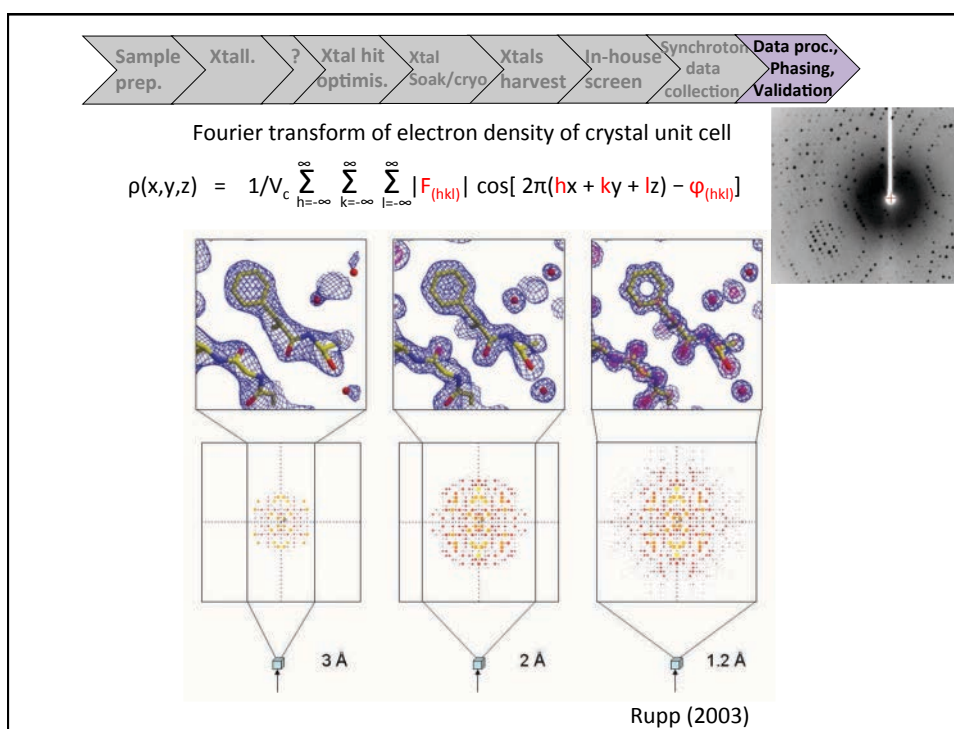 Sample prep.
Xtall.
?
Xtal hit optimis.
Xtal Soak/cryo
Xtals harvest
In-house screen
Synchroton data collection
Data proc., Phasing, Validation
Fourier transform of electron density of crystal unit cell
ρ(x,y,z) = 1/Vc ∞∑h=-∞ ∞∑k=-∞ ∞∑l=-∞ |F(hkl)| cos[ 2π(hx + ky + lz) − φ(hkl)]
3 Å 2 Å 1.2 Å
Rupp (2003)